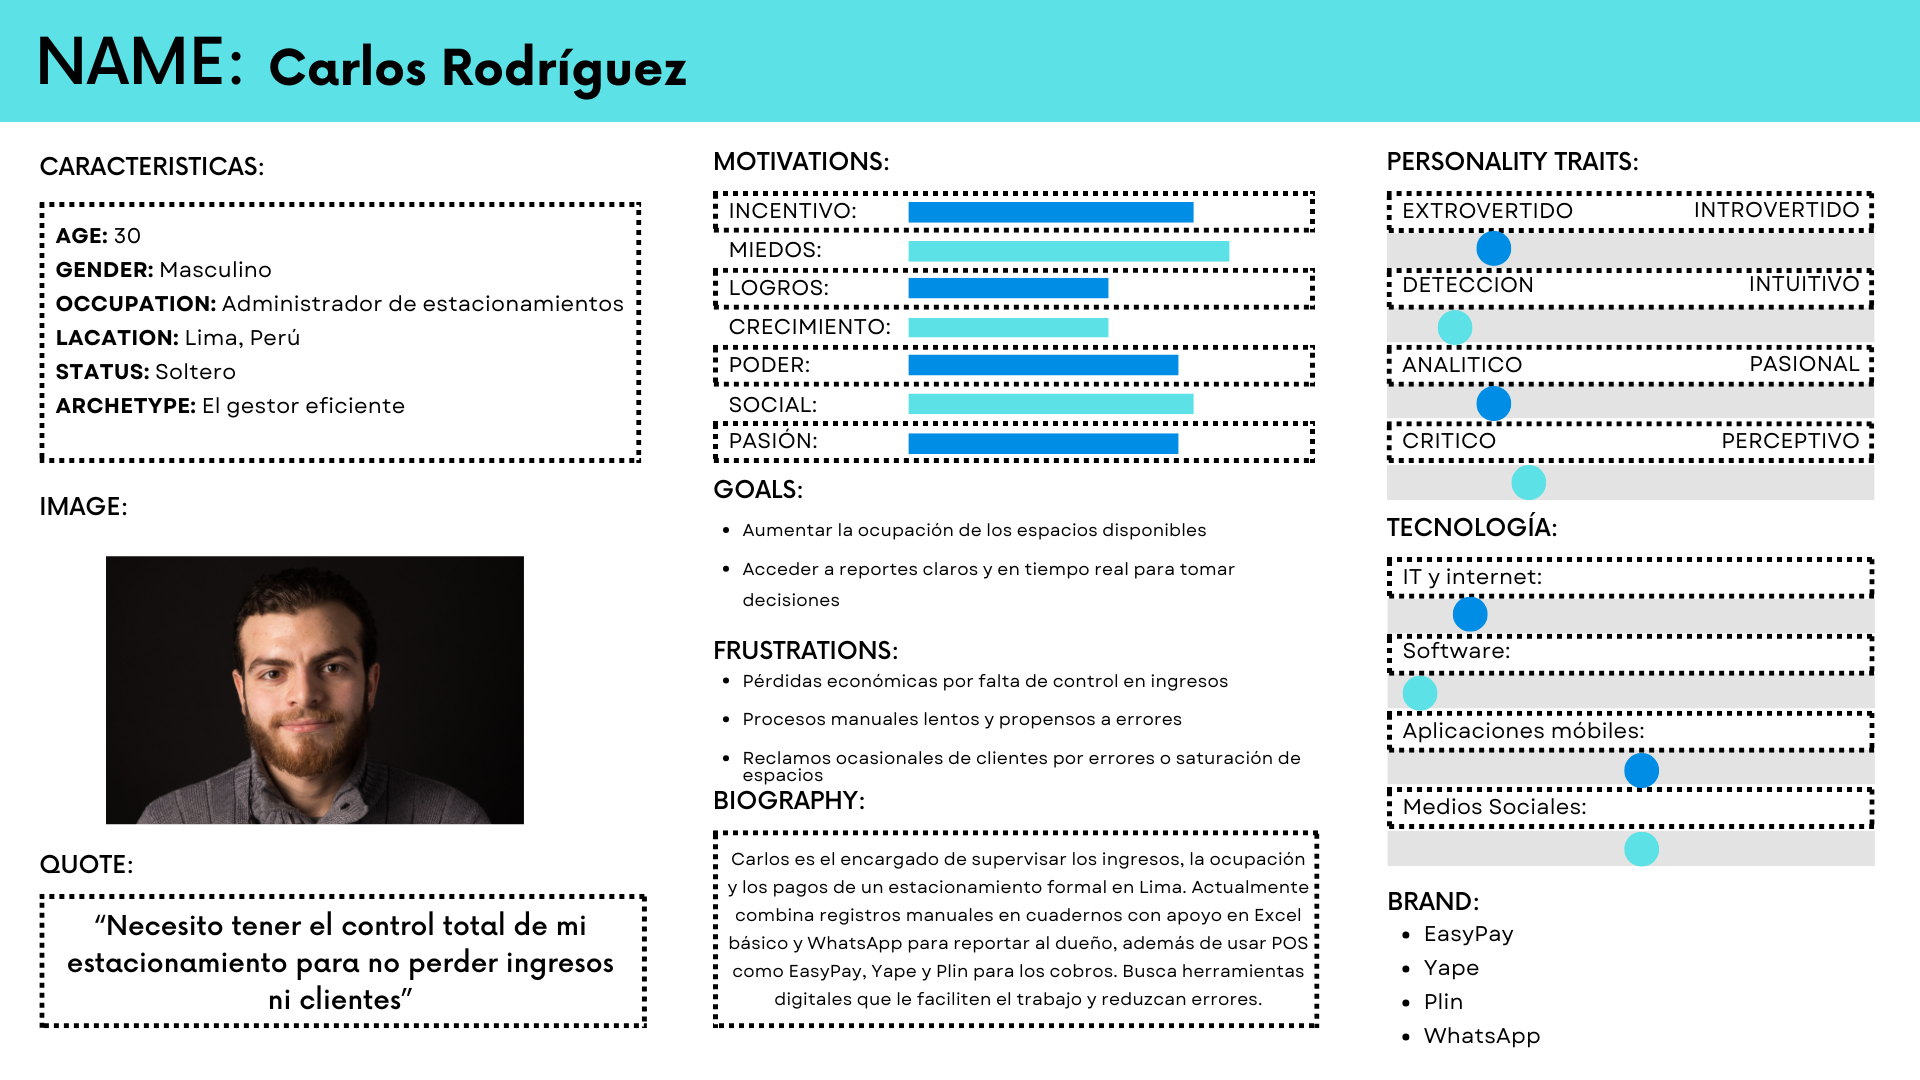 NAME: Carlos Rodríguez
CARACTERISTICAS:
AGE: 30
GENDER: Masculino
OCCUPATION: Administrador de estacionamientos
LACATION: Lima, Perú
STATUS: Soltero
ARCHETYPE: El gestor eficiente
IMAGE:
QUOTE:
“Necesito tener el control total de mi
estacionamiento para no perder ingresos
ni clientes”
MOTIVATIONS:
INCENTIVO:
MIEDOS:
LOGROS:
CRECIMIENTO:
PODER:
SOCIAL:
PASIÓN:
GOALS:
• Aumentar la ocupación de los espacios disponibles
• Acceder a reportes claros y en tiempo real para tomar
decisiones
FRUSTRATIONS:
• Pérdidas económicas por falta de control en ingresos
• Procesos manuales lentos y propensos a errores
• Reclamos ocasionales de clientes por errores o saturación de
espacios
BIOGRAPHY:
Carlos es el encargado de supervisar los ingresos, la ocupación
y los pagos de un estacionamiento formal en Lima. Actualmente
combina registros manuales en cuadernos con apoyo en Excel
básico y WhatsApp para reportar al dueño, además de usar POS
como EasyPay, Yape y Plin para los cobros. Busca herramientas
digitales que le faciliten el trabajo y reduzcan errores.
PERSONALITY TRAITS:
EXTROVERTIDO INTROVERTIDO
DETECCION INTUITIVO
ANALITICO PASIONAL
CRITICO PERCEPTIVO
TECNOLOGÍA:
IT y internet:
Software:
Aplicaciones móbiles:
Medios Sociales:
BRAND:
• EasyPay
• Yape
• Plin
• WhatsApp